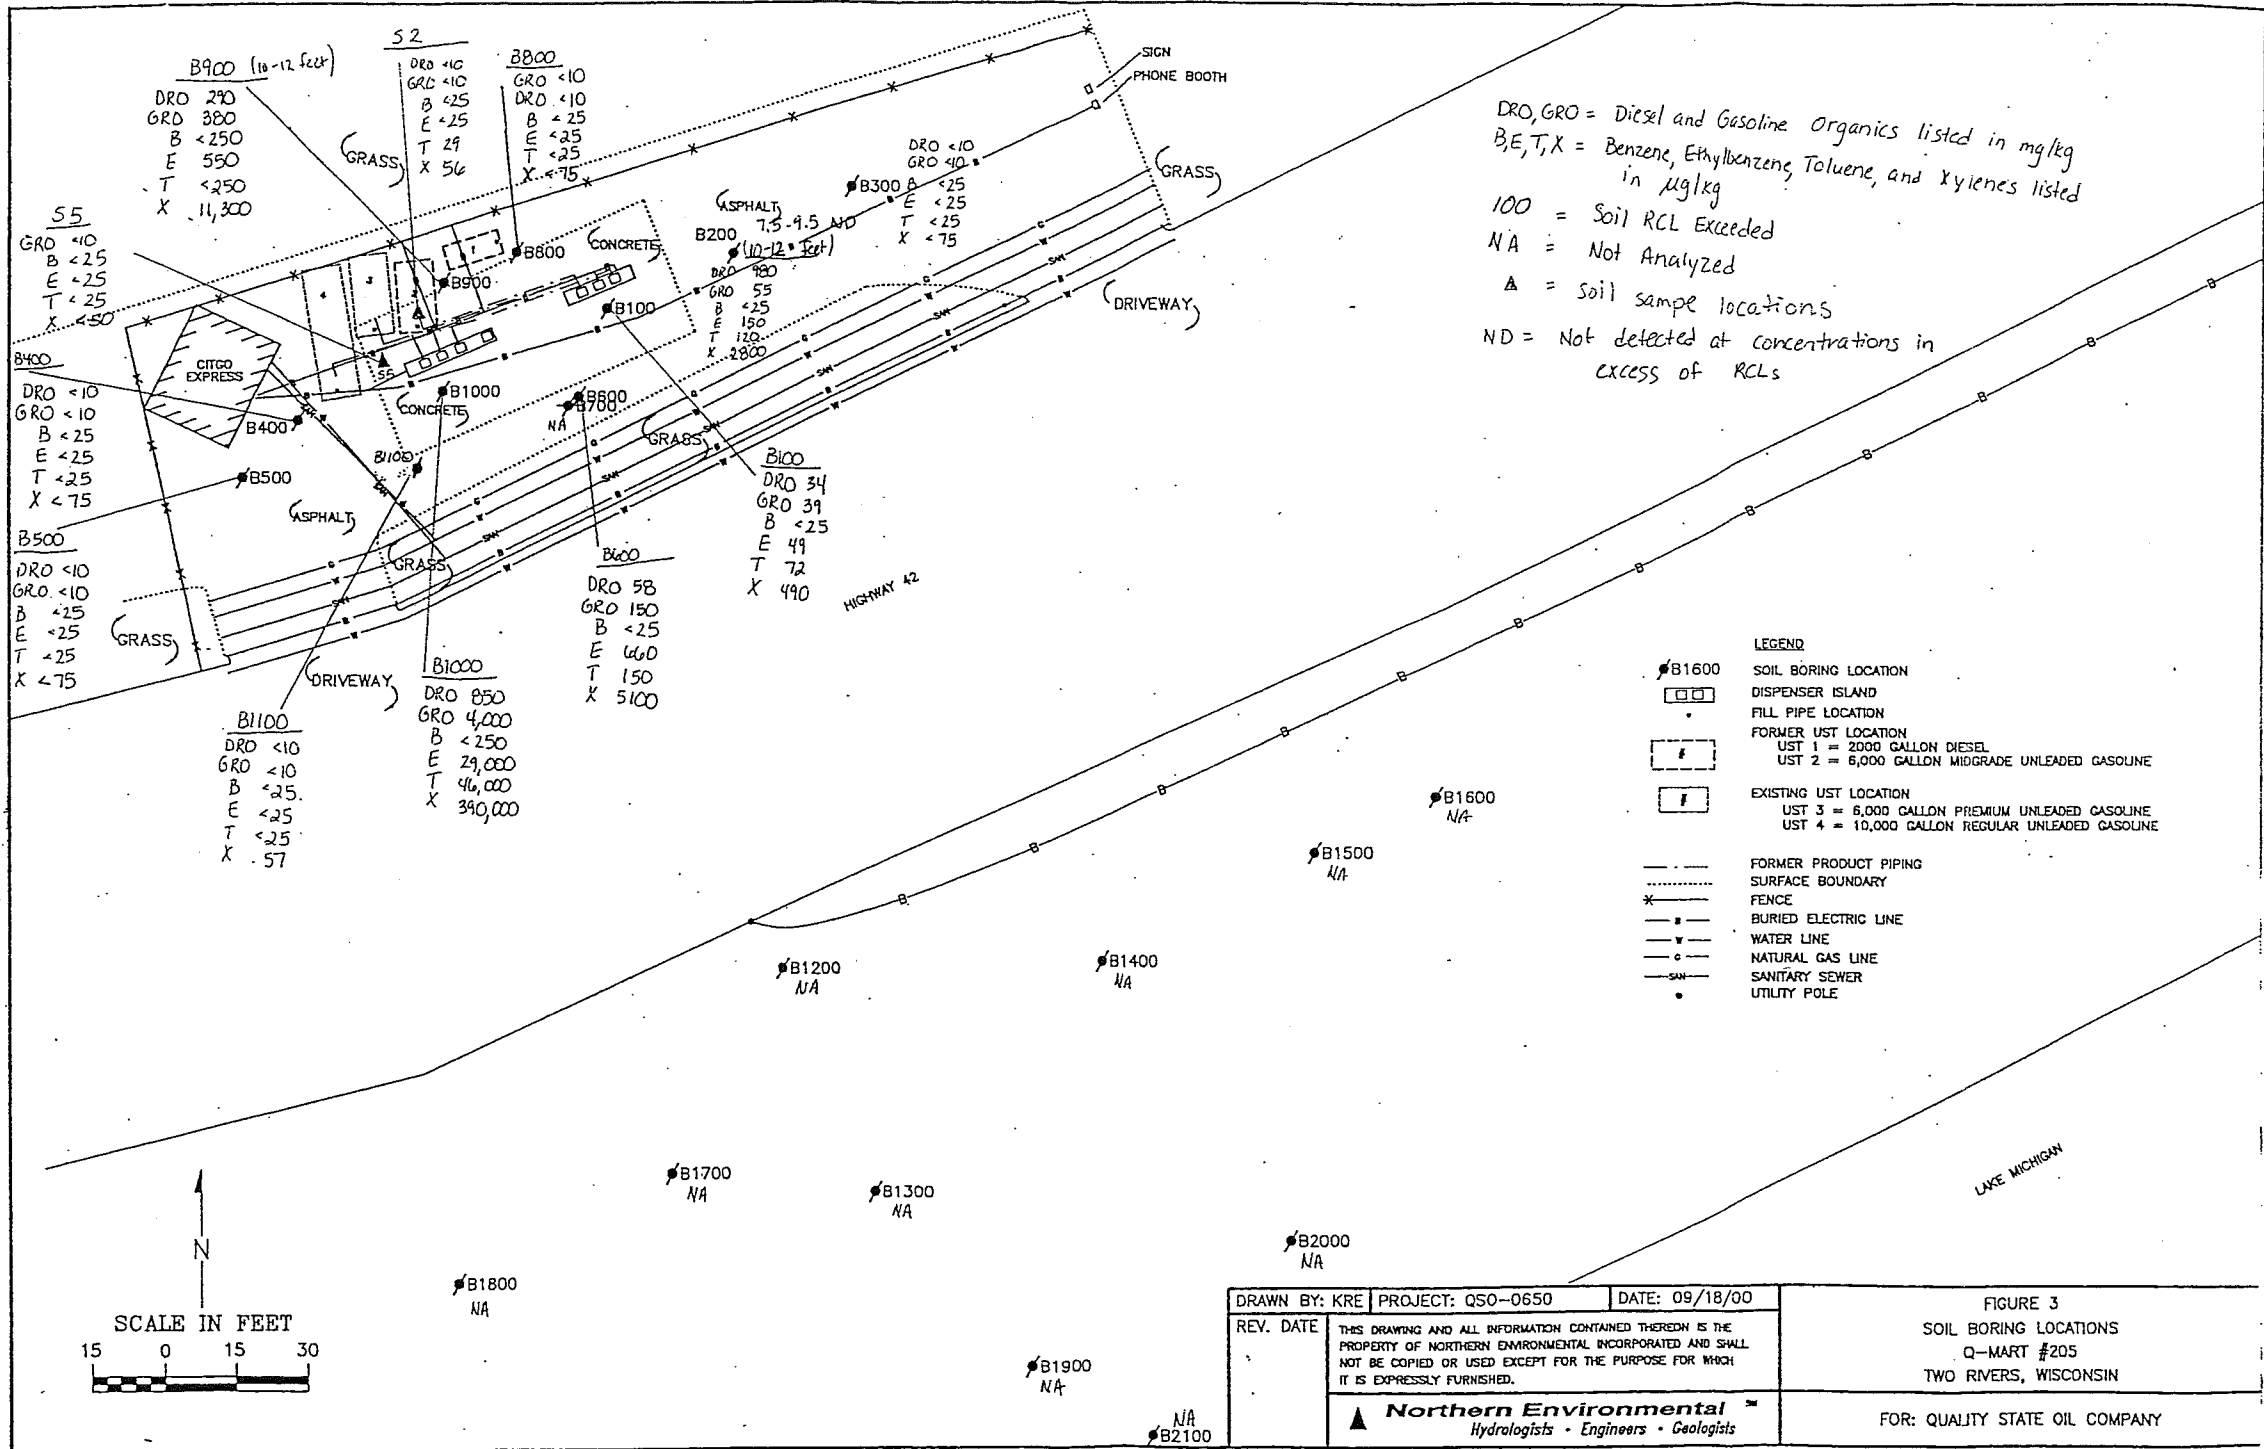 S2
DRO <10
GRO <10
B <25
E <25
T 29
X 56
B900 (10-12 feet)
DRO 290
GRO 380
B <250
E 550
T <250
X 11,300
B800
GRO <10
DRO <10
B <25
E <25
T <25
X <75
S5
GRO <10
B <25
E <25
T <25
X <50
B400
DRO <10
GRO <10
B <25
E <25
T <25
X <75
B500
DRO <10
GRO <10
B <25
E <25
T <25
X <75
SIGN
PHONE BOOTH
GRASS
GRASS
ASPHALT
CONCRETE
B300
DRO <10
GRO <10
B <25
E <25
T <25
X <75
B200
7.5-9.5 ND
(10-12 feet)
DRO 980
GRO 55
B <25
E 150
T 120
X 2800
B800
B900
B100
CITGO
EXPRESS
S5
B1000
CONCRETE
B600
B700
NA
B400
B1100
B500
ASPHALT
GRASS
GRASS
GRASS
DRIVEWAY
DRIVEWAY
B100
DRO 34
GRO 39
B <25
E 49
T 72
X 490
B600
DRO 58
GRO 150
B <25
E 660
T 150
X 5100
B1000
DRO 850
GRO 4,000
B <250
E 29,000
T 46,000
X 390,000
B1100
DRO <10
GRO <10
B <25
E <25
T <25
X 57
HIGHWAY 42
DRO, GRO = Diesel and Gasoline Organics listed in mg/kg
B,E,T,X = Benzene, Ethylbenzene, Toluene, and Xylenes listed
in µg/kg
100 = Soil RCL Exceeded
NA = Not Analyzed
▲ = Soil sampe locations
ND = Not detected at concentrations in
excess of RCLs
LEGEND
B1600 SOIL BORING LOCATION
DISPENSER ISLAND
FILL PIPE LOCATION
FORMER UST LOCATION
UST 1 = 2000 GALLON DIESEL
UST 2 = 6,000 GALLON MIDGRADE UNLEADED GASOLINE
EXISTING UST LOCATION
UST 3 = 6,000 GALLON PREMIUM UNLEADED GASOLINE
UST 4 = 10,000 GALLON REGULAR UNLEADED GASOLINE
FORMER PRODUCT PIPING
SURFACE BOUNDARY
FENCE
BURIED ELECTRIC LINE
WATER LINE
NATURAL GAS LINE
SANITARY SEWER
UTILITY POLE
B1600
NA
B1500
NA
B1200
NA
B1400
NA
B1700
NA
B1300
NA
B2000
NA
B1800
NA
B1900
NA
NA
B2100
LAKE MICHIGAN
N
SCALE IN FEET
15 0 15 30
DRAWN BY: KRE PROJECT: QSO-0650 DATE: 09/18/00
REV. DATE
THIS DRAWING AND ALL INFORMATION CONTAINED THEREON IS THE
PROPERTY OF NORTHERN ENVIRONMENTAL INCORPORATED AND SHALL
NOT BE COPIED OR USED EXCEPT FOR THE PURPOSE FOR WHICH
IT IS EXPRESSLY FURNISHED.
Northern Environmental SM
Hydrologists • Engineers • Geologists
FIGURE 3
SOIL BORING LOCATIONS
Q-MART #205
TWO RIVERS, WISCONSIN
FOR: QUALITY STATE OIL COMPANY